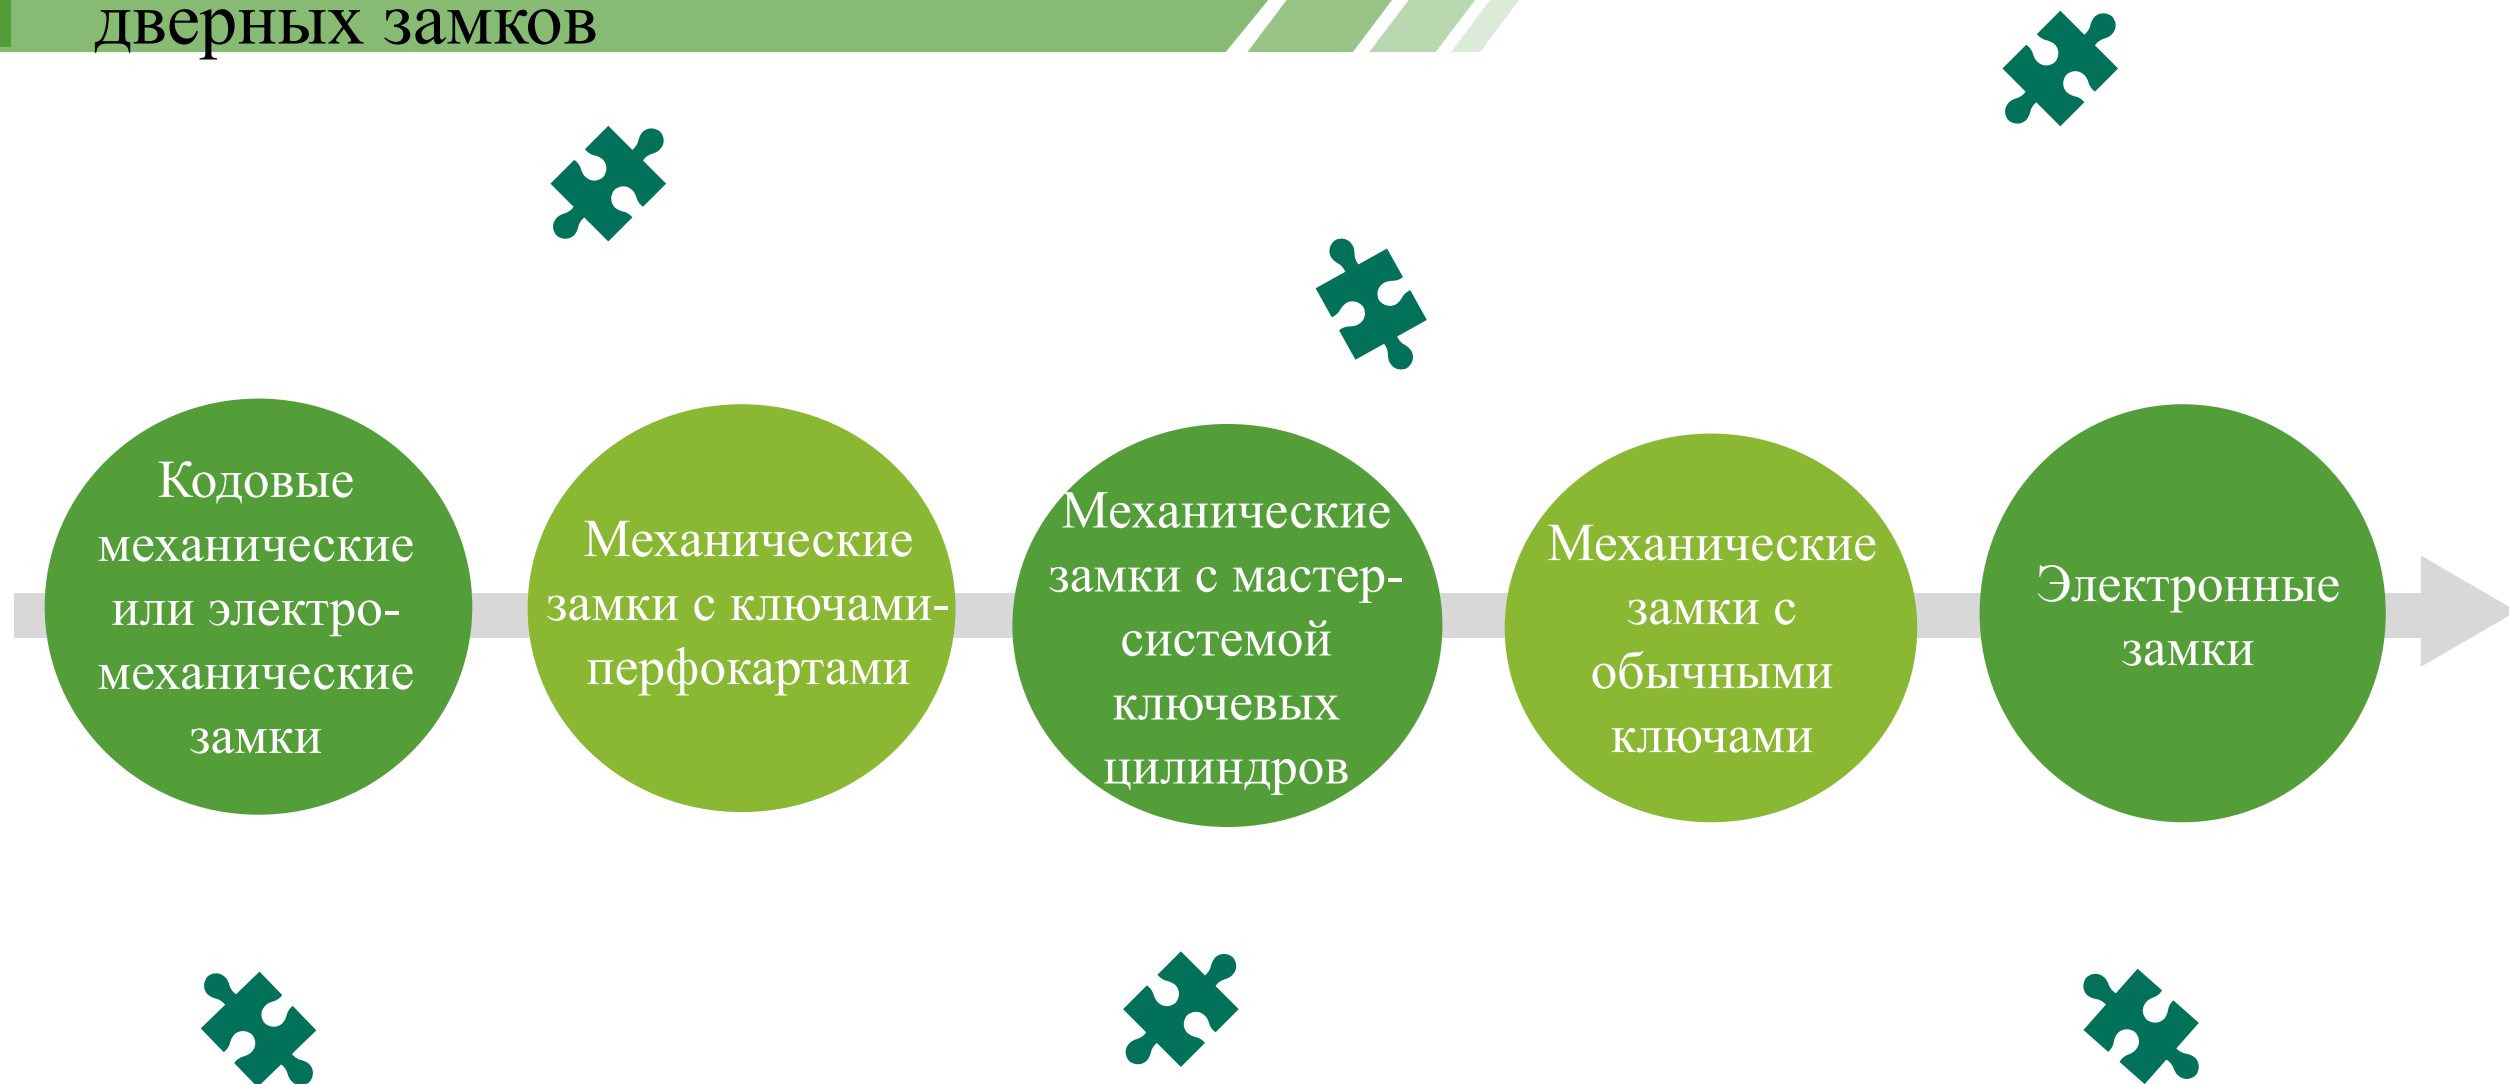 дверных замков
Кодовые
механические
или электро-
механические
замки
Механические
замки с ключами-
перфокартами
Механические
замки с мастер-
системой
ключевых
цилиндров
Механические
замки с
обычными
ключами
Электронные
замки